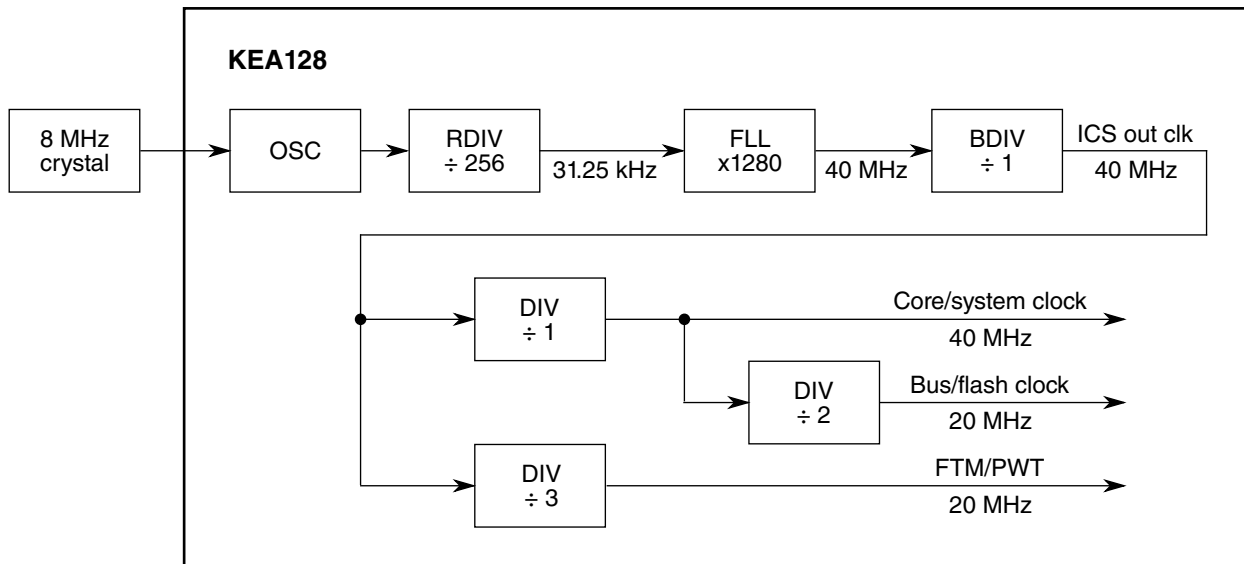 KEA128
8 MHz
crystal
OSC
RDIV
÷ 256
31.25 kHz
FLL
x1280
40 MHz
BDIV
÷ 1
ICS out clk
40 MHz
DIV
÷ 1
Core/system clock
40 MHz
DIV
÷ 2
Bus/flash clock
20 MHz
DIV
÷ 3
FTM/PWT
20 MHz